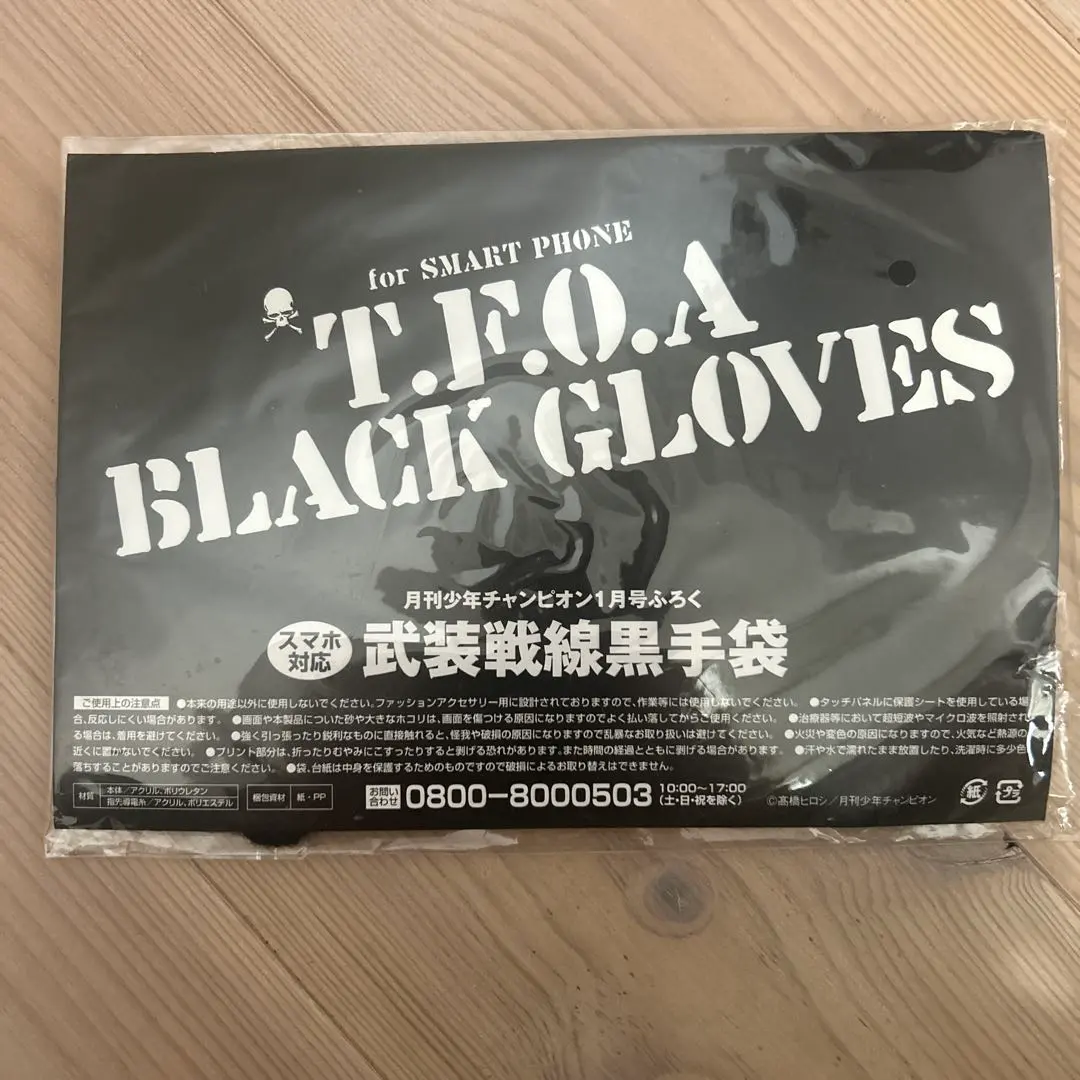 for SMART PHONE
T.F.O.A
BLACK GLOVES
月刊少年チャンピオン1月号ふろく
スマホ
対応
武装戦線黒手袋
ご使用上の注意点 ●本来の用途以外に使用しないでください。ファッションアクセサリー用に設計されておりますので、作業等には使用しないでください。 ●タッチパネルに保護シートを使用している場
合、反応しにくい場合があります。 ●画面や本製品についた砂や大きなホコリは、画面を傷つける原因になりますのでよく払い落してからご使用ください。 ●治療器等において超短波やマイクロ波を照射され
る場合は、着用を避けてください。 ●強く引っ張ったり鋭利なものに直接触れると、怪我や破損の原因になりますので乱暴なお取り扱いは避けてください。 ●火災や変色の原因になりますので、火気など熱源の
近くに置かないでください。 ●プリント部分は、折ったりむやみにこすったりすると剥げる恐れがあります。また時間の経過とともに剥げる場合があります。 ●汗や水で濡れたまま放置したり、洗濯時に多少色
落ちすることがありますのでご注意ください。 ●袋、台紙は中身を保護するためのものですので破損によるお取り替えはできません。
材質 本体/アクリル、ポリウレタン
指先導電糸/アクリル、ポリエステル
梱包資材 紙・PP
お問い
合わせ
0800-8000503
10:00~17:00
(土・日・祝を除く)
©髙橋ヒロシ/月刊少年チャンピオン
紙
プラ